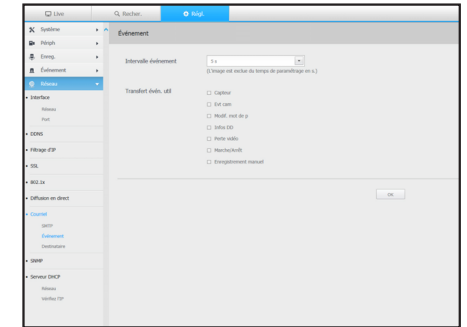 Live
Recher.
Régl.
Système
Périph
Enreg.
Événement
Réseau
Interface
Réseau
Port
DDNS
Filtrage d'IP
SSL
802.1x
Diffusion en direct
Courriel
SMTP
Événement
Destinataire
SNMP
Serveur DHCP
Réseau
Vérifiez l'IP
Événement
Intervalle événement
(L'image est exclue du temps de paramétrage en s.)
Transfert évén. util
Capteur
Evt cam
Modif. mot de p
Infos DD
Perte vidéo
Marche/Arrêt
Enregistrement manuel
OK